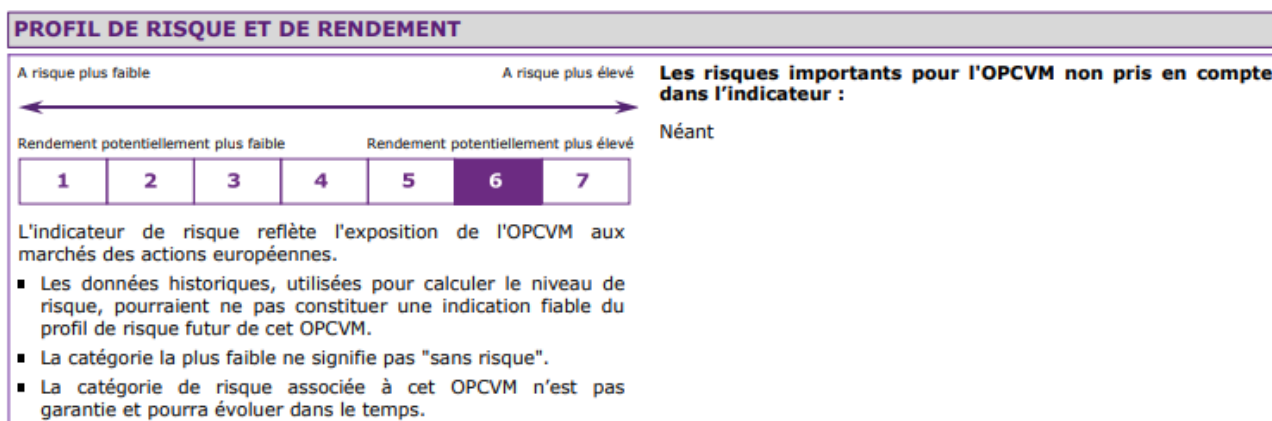 PROFIL DE RISQUE ET DE RENDEMENT
A risque plus faible
A risque plus élevé
Rendement potentiellement plus faible
Rendement potentiellement plus élevé
1 2 3 4 5 6 7
L'indicateur de risque reflète l'exposition de l'OPCVM aux
marchés des actions européennes.
▪ Les données historiques, utilisées pour calculer le niveau de
risque, pourraient ne pas constituer une indication fiable du
profil de risque futur de cet OPCVM.
▪ La catégorie la plus faible ne signifie pas "sans risque".
▪ La catégorie de risque associée à cet OPCVM n’est pas
garantie et pourra évoluer dans le temps.
Les risques importants pour l'OPCVM non pris en compte
dans l’indicateur :
Néant